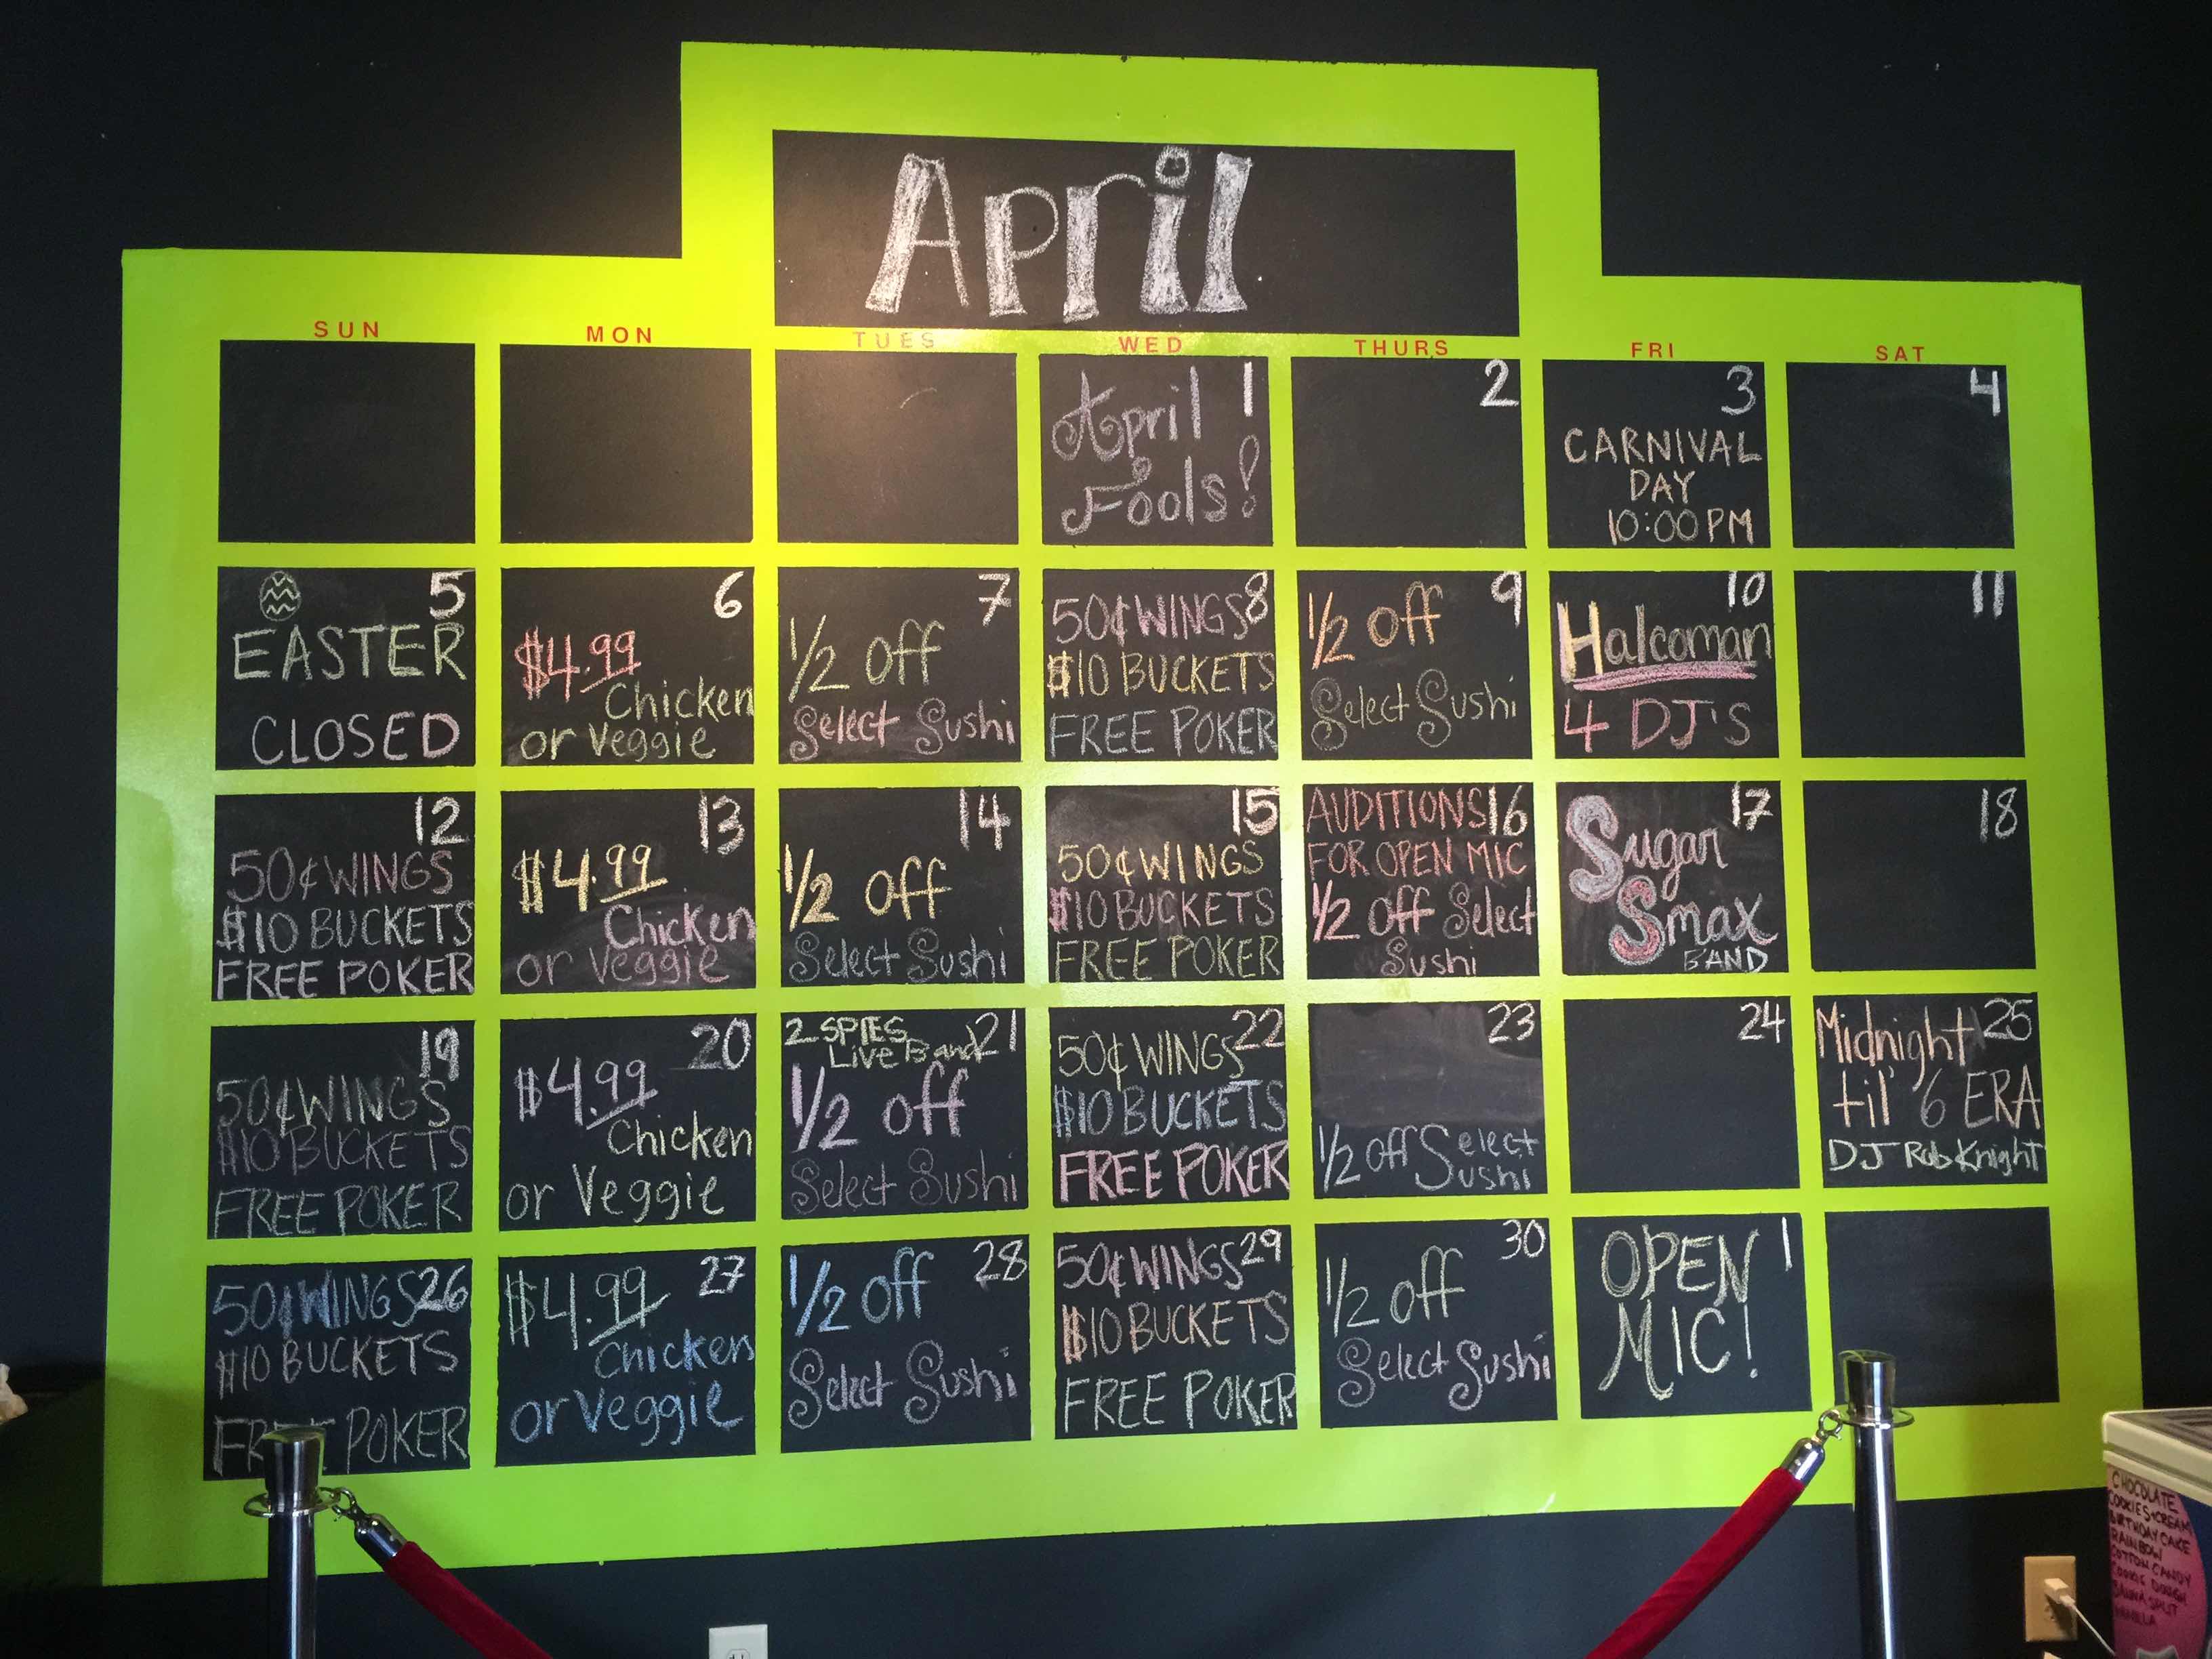 April
SUN MON TUES WED THURS FRI SAT
1
April
Fools!
2
3
CARNIVAL
DAY
10:00 PM
4
5
EASTER
CLOSED
6
$4.99
Chicken
or Veggie
7
1/2 off
Select Sushi
50¢ WINGS 8
$10 BUCKETS
FREE POKER
1/2 off 9
Select Sushi
10
Halcoman
4 DJ'S
11
12
50¢ WINGS
$10 BUCKETS
FREE POKER
13
$4.99
Chicken
or Veggie
14
1/2 off
Select Sushi
15
50¢ WINGS
$10 BUCKETS
FREE POKER
AUDITIONS 16
FOR OPEN MIC
1/2 off Select
Sushi
17
Sugar
Smax
BAND
18
19
50¢ WINGS
$10 BUCKETS
FREE POKER
20
$4.99
Chicken
or Veggie
2 SPIES
Live Band 21
1/2 off
Select Sushi
22
50¢ WINGS
$10 BUCKETS
FREE POKER
23
1/2 off Select
Sushi
24
Midnight 25
til' 6 ERA
DJ Rob Knight
50¢ WINGS 26
$10 BUCKETS
FREE POKER
27
$4.99
Chicken
or Veggie
28
1/2 off
Select Sushi
50¢ WINGS 29
$10 BUCKETS
FREE POKER
30
1/2 off
Select Sushi
OPEN 1
MIC!
CHOCOLATE
COOKIES+CREAM
BIRTHDAY CAKE
RAINBOW
COTTON CANDY
COOKIE DOUGH
BANANA SPLIT
VANILLA